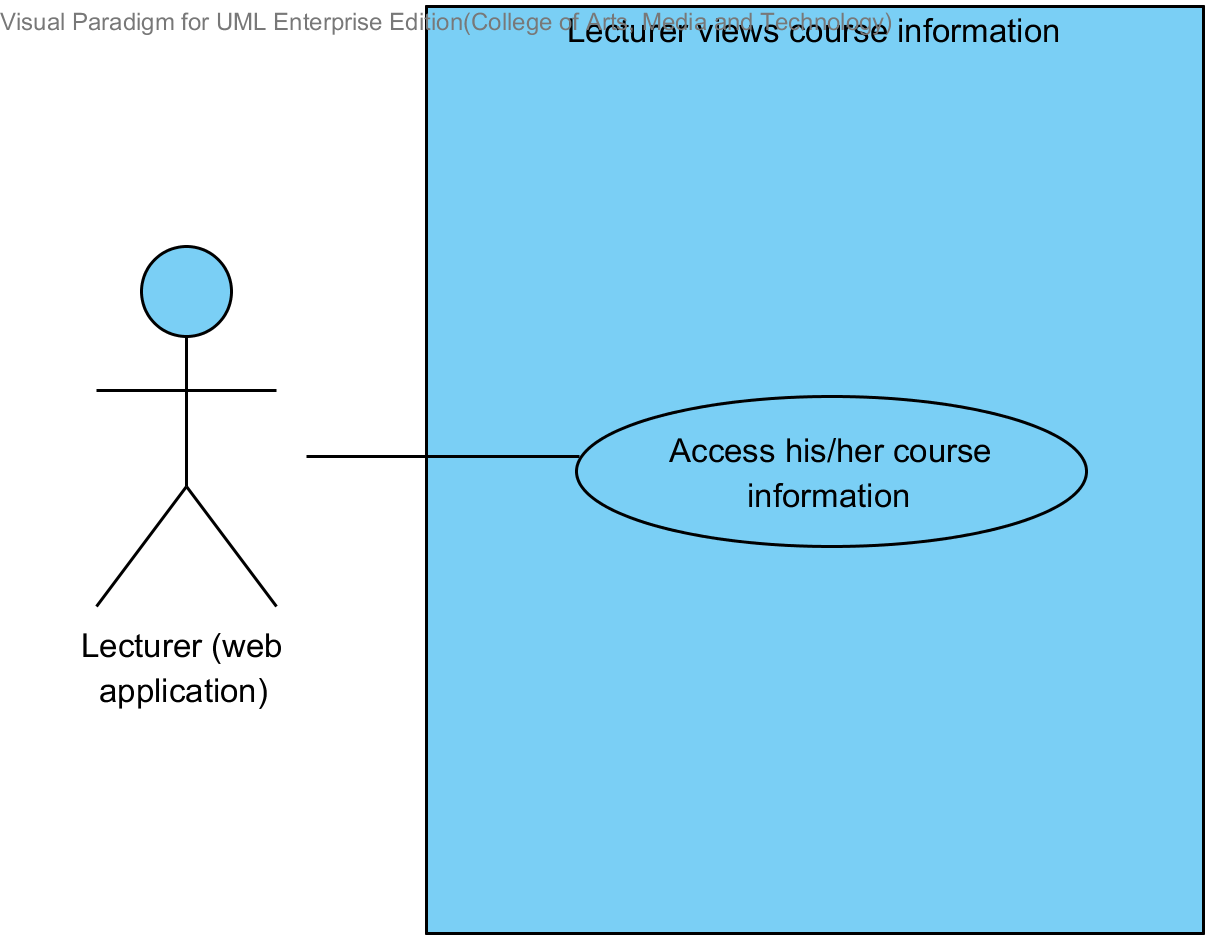 Visual Paradigm for UML Enterprise Edition(College of Arts, Media and Technology)
Lecturer views course information
Access his/her course
information
Lecturer (web
application)